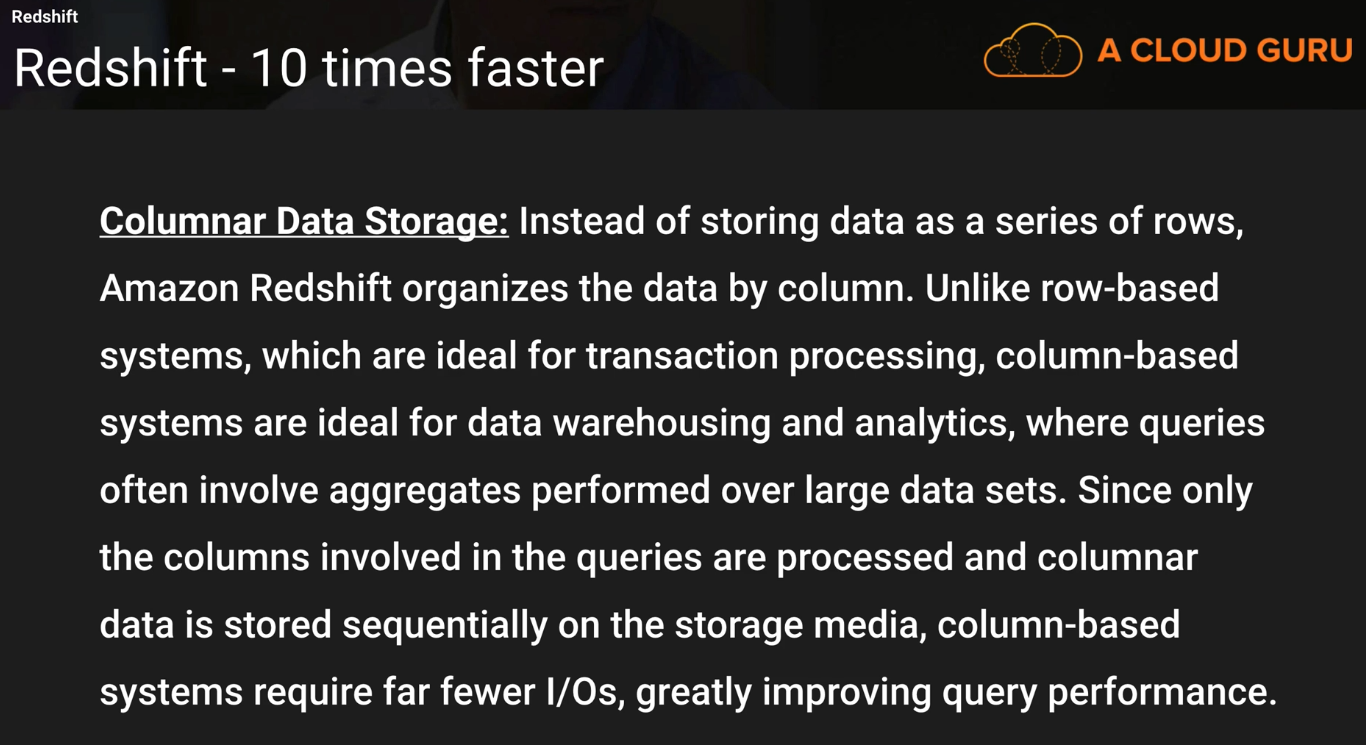 Redshift
Redshift - 10 times faster
A CLOUD GURU
Columnar Data Storage: Instead of storing data as a series of rows,
Amazon Redshift organizes the data by column. Unlike row-based
systems, which are ideal for transaction processing, column-based
systems are ideal for data warehousing and analytics, where queries
often involve aggregates performed over large data sets. Since only
the columns involved in the queries are processed and columnar
data is stored sequentially on the storage media, column-based
systems require far fewer I/Os, greatly improving query performance.